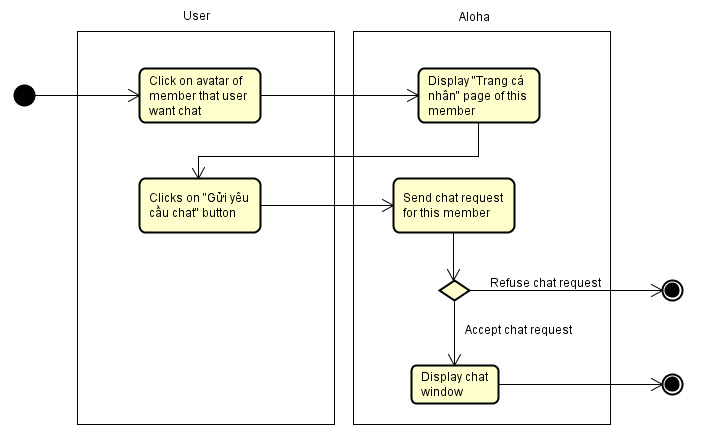 User
Aloha
Click on avatar of
member that user
want chat
Display "Trang cá
nhân" page of this
member
Clicks on "Gửi yêu
cầu chat" button
Send chat request
for this member
Refuse chat request
Accept chat request
Display chat
window